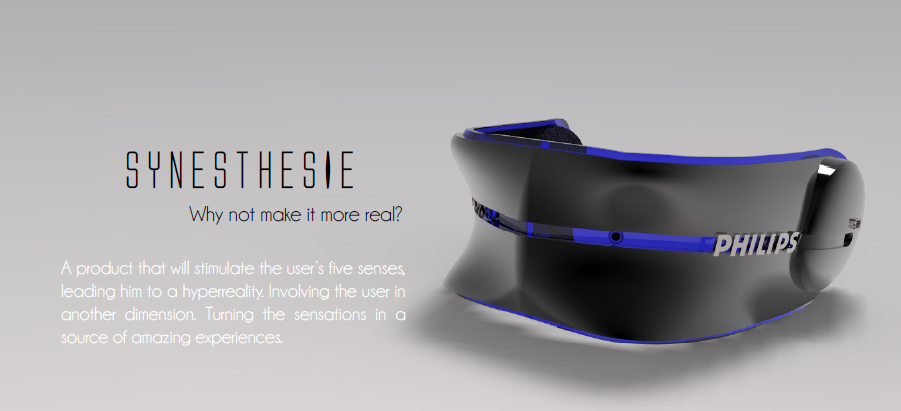 SYNESTHESIE
Why not make it more real?
A product that will stimulate the user's five senses,
leading him to a hyperreality. Involving the user in
another dimension. Turning the sensations in a
source of amazing experiences.
PHILIPS